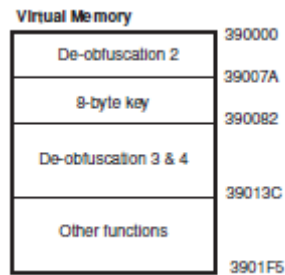 Virtual Memory
390000
De-obfuscation 2
39007A
8-byte key
390082
De-obfuscation 3 & 4
39013C
Other functions
3901F5